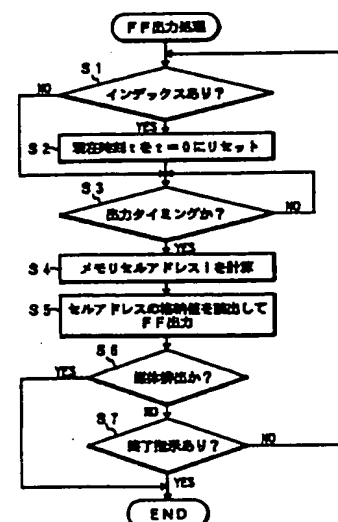 FF出力処理
S1
インデックスあり?
NO
YES
S2
現在時刻tをt=0にリセット
S3
出力タイミングか?
NO
YES
S4
メモリセルアドレスiを計算
S5
セルアドレスの格納値を読出して
FF出力
S6
媒体排出か?
YES
NO
S7
終了指示あり?
NO
YES
END